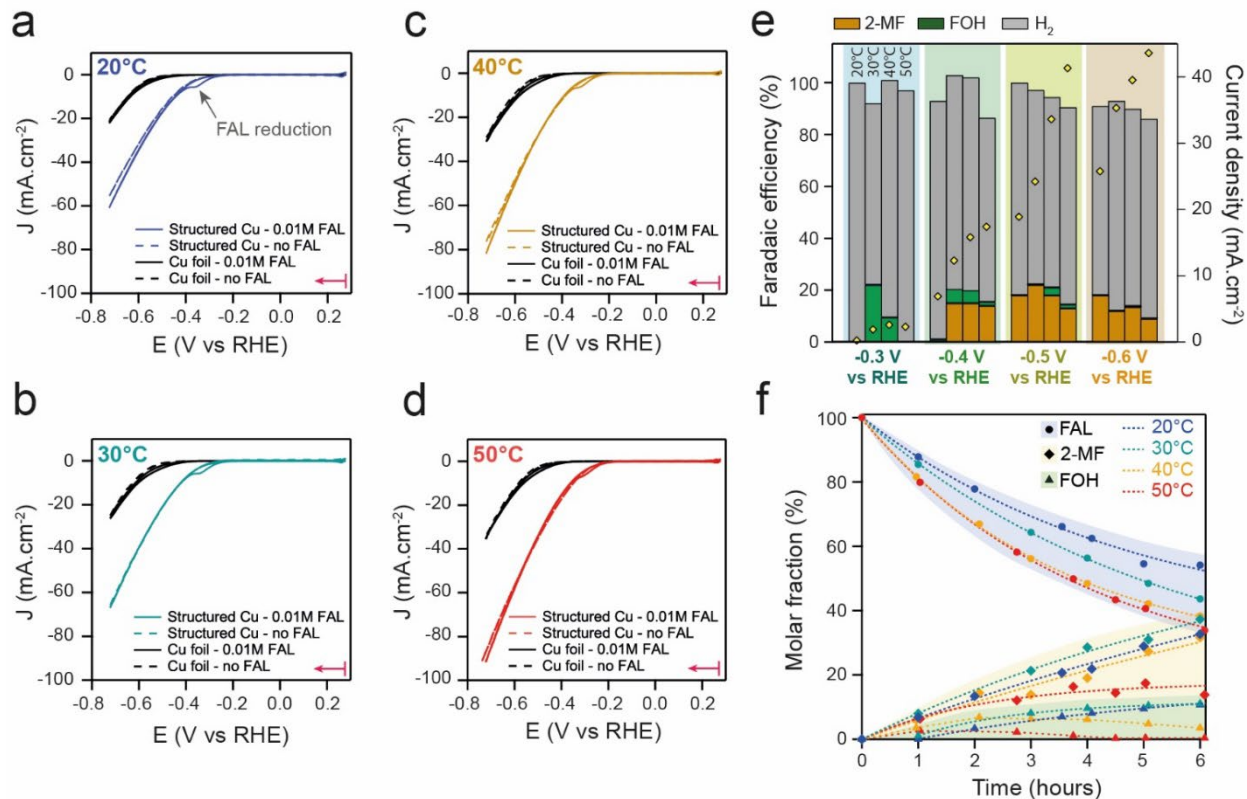 a
20°C
0
-20
-40
-60
-80
-100
J (mA.cm-2)
FAL reduction
Structured Cu - 0.01M FAL
Structured Cu - no FAL
Cu foil - 0.01M FAL
Cu foil - no FAL
-0.8 -0.6 -0.4 -0.2 0.0 0.2
E (V vs RHE)
c
40°C
0
-20
-40
-60
-80
-100
J (mA.cm-2)
Structured Cu - 0.01M FAL
Structured Cu - no FAL
Cu foil - 0.01M FAL
Cu foil - no FAL
-0.8 -0.6 -0.4 -0.2 0.0 0.2
E (V vs RHE)
e
2-MF FOH H2
20°C
30°C
40°C
50°C
100
80
60
40
20
0
Faradaic efficiency (%)
40
30
20
10
0
Current density (mA.cm-2)
-0.3 V -0.4 V -0.5 V -0.6 V
vs RHE vs RHE vs RHE vs RHE
b
30°C
0
-20
-40
-60
-80
-100
J (mA.cm-2)
Structured Cu - 0.01M FAL
Structured Cu - no FAL
Cu foil - 0.01M FAL
Cu foil - no FAL
-0.8 -0.6 -0.4 -0.2 0.0 0.2
E (V vs RHE)
d
50°C
0
-20
-40
-60
-80
-100
J (mA.cm-2)
Structured Cu - 0.01M FAL
Structured Cu - no FAL
Cu foil - 0.01M FAL
Cu foil - no FAL
-0.8 -0.6 -0.4 -0.2 0.0 0.2
E (V vs RHE)
f
100
80
60
40
20
0
Molar fraction (%)
FAL 20°C
2-MF 30°C
FOH 40°C
50°C
0 1 2 3 4 5 6
Time (hours)